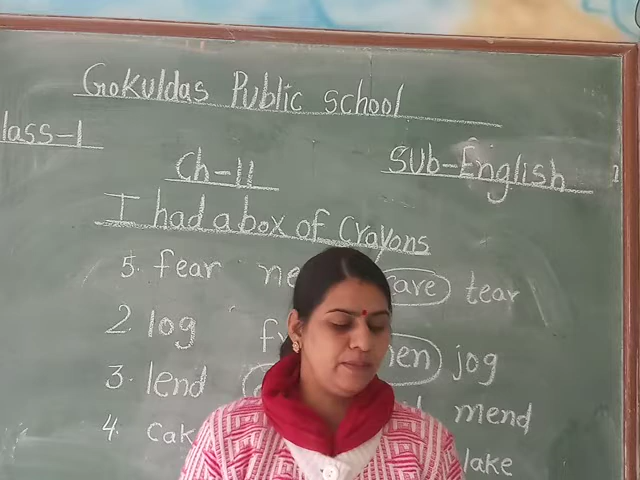 Gokuldas Public School
lass-1
Ch-11
Sub-English
I had a box of Crayons
5. fear ne are tear
2. log f en jog
3. lend mend
4. Cak lake